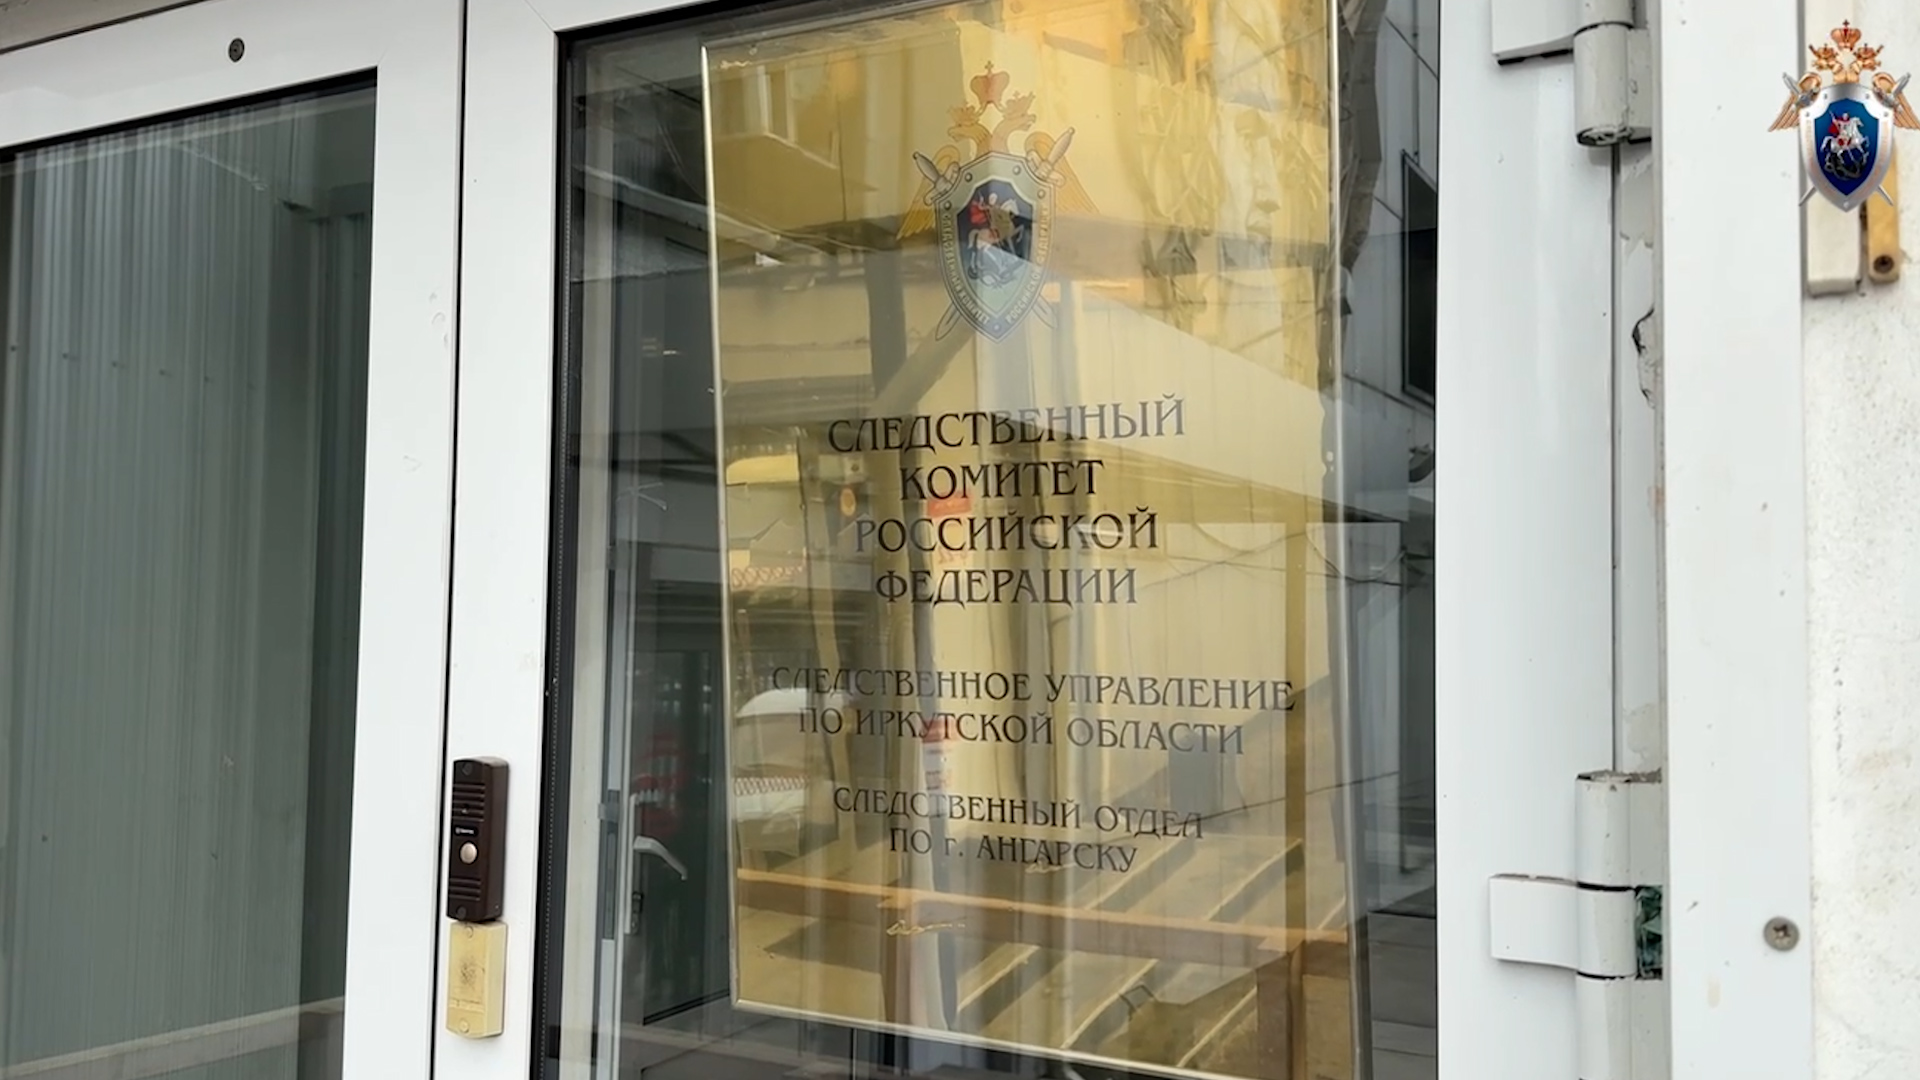 СЛЕДСТВЕННЫЙ
КОМИТЕТ
РОССИЙСКОЙ
ФЕДЕРАЦИИ
СЛЕДСТВЕННОЕ УПРАВЛЕНИЕ
ПО ИРКУТСКОЙ ОБЛАСТИ
СЛЕДСТВЕННЫЙ ОТДЕЛ
ПО г. АНГАРСКУ